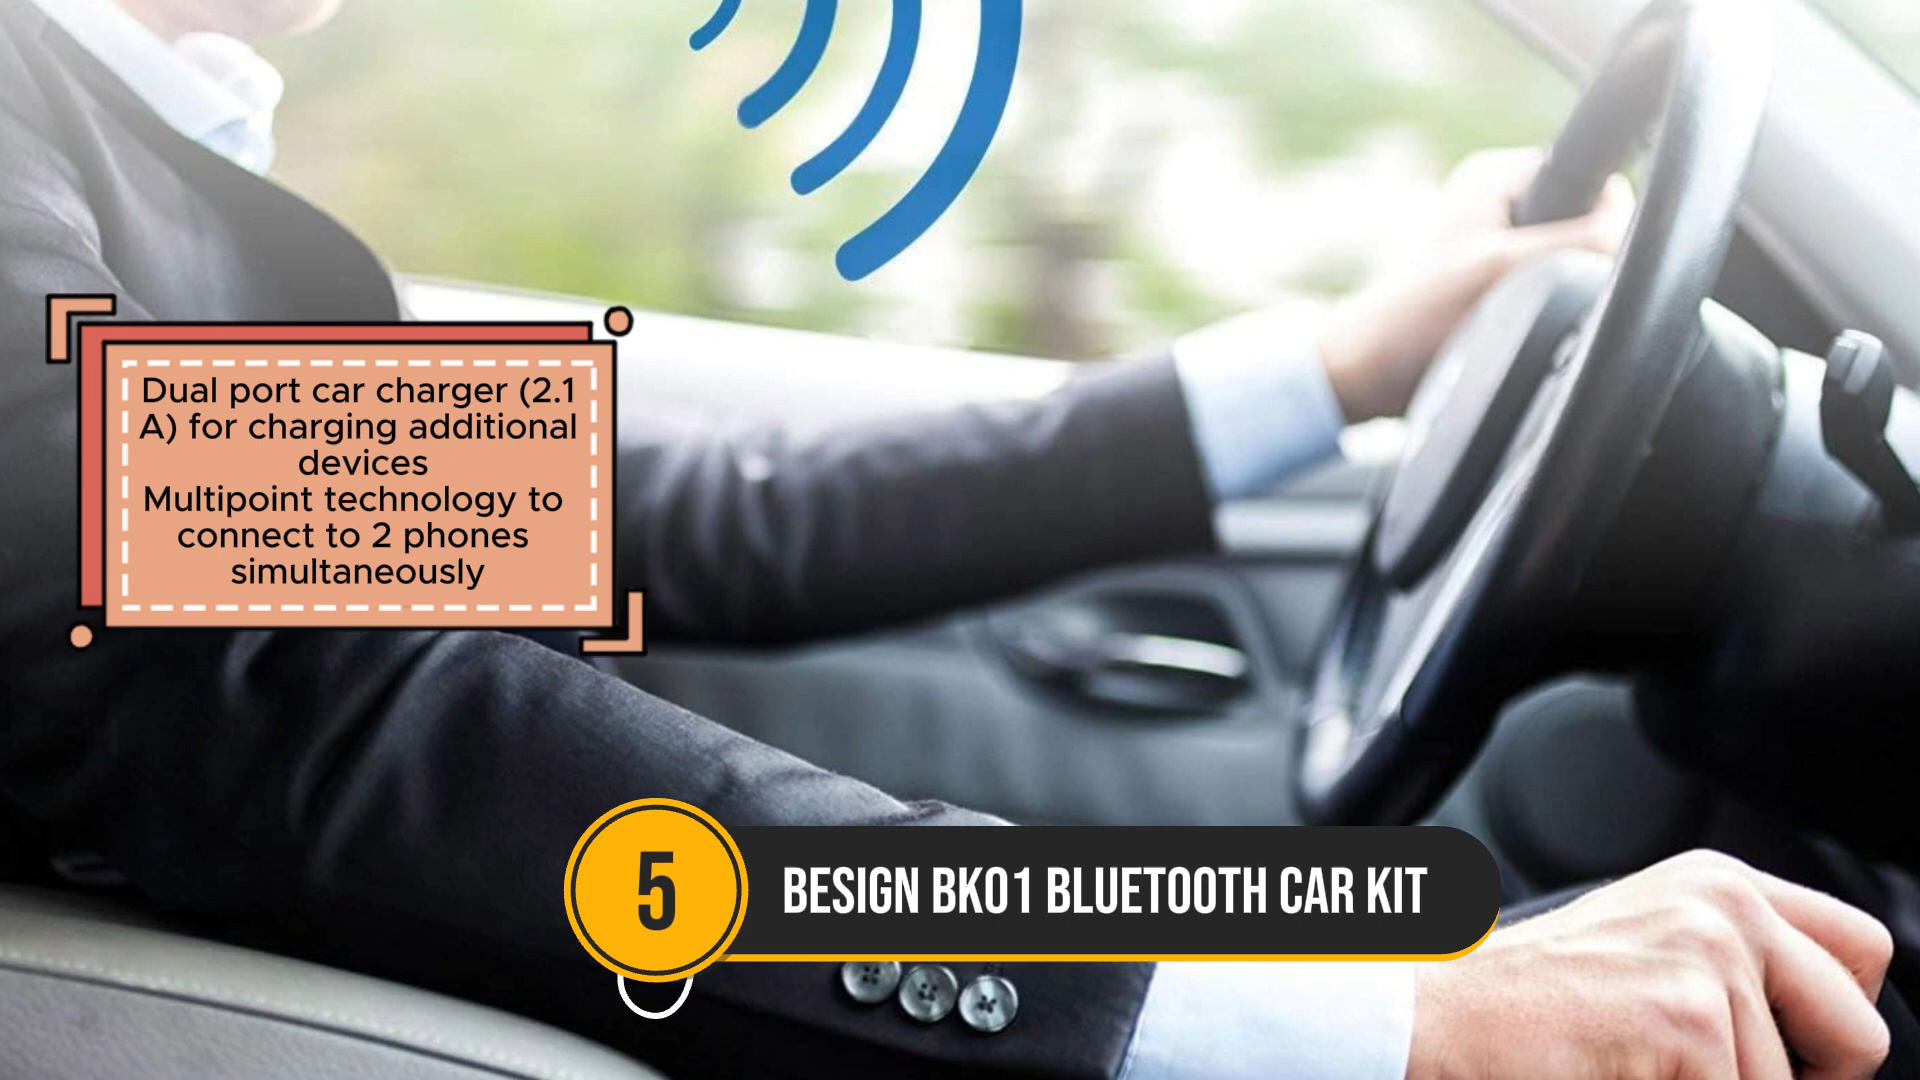 Dual port car charger (2.1
A) for charging additional
devices
Multipoint technology to
connect to 2 phones
simultaneously
5
BESIGN BK01 BLUETOOTH CAR KIT